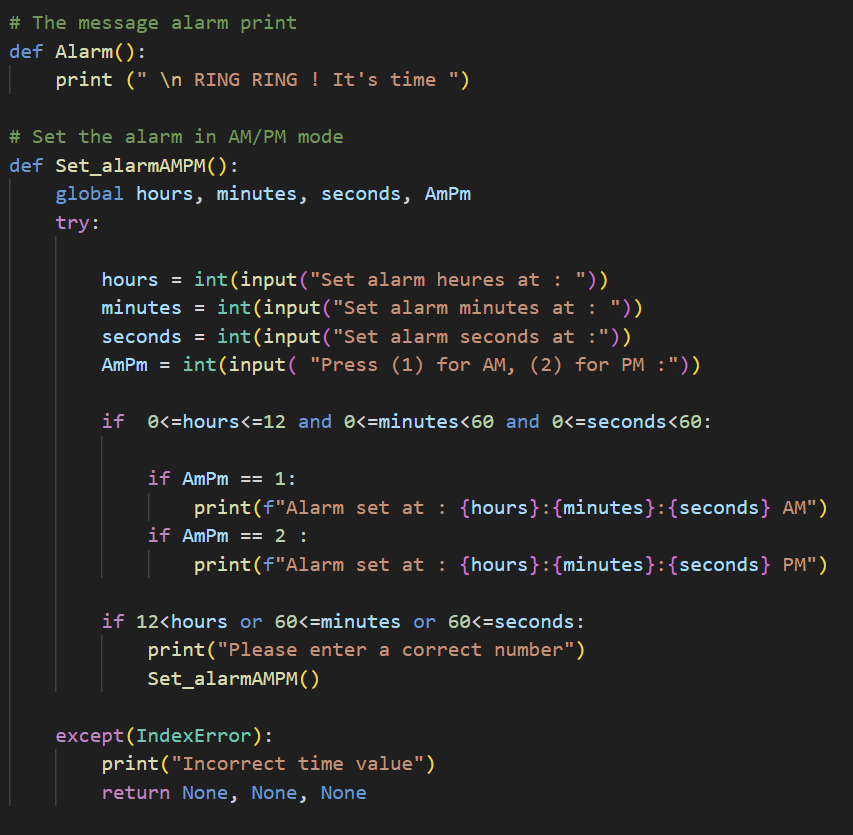 # The message alarm print
def Alarm():
    print (" \n RING RING ! It's time ")

# Set the alarm in AM/PM mode
def Set_alarmAMPM():
    global hours, minutes, seconds, AmPm
    try:

        hours = int(input("Set alarm heures at : "))
        minutes = int(input("Set alarm minutes at : "))
        seconds = int(input("Set alarm seconds at :"))
        AmPm = int(input( "Press (1) for AM, (2) for PM :"))

        if  0<=hours<=12 and 0<=minutes<60 and 0<=seconds<60:

            if AmPm == 1:
                print(f"Alarm set at : {hours}:{minutes}:{seconds} AM")
            if AmPm == 2 :
                print(f"Alarm set at : {hours}:{minutes}:{seconds} PM")

        if 12<hours or 60<=minutes or 60<=seconds:
            print("Please enter a correct number")
            Set_alarmAMPM()

    except(IndexError):
        print("Incorrect time value")
        return None, None, None